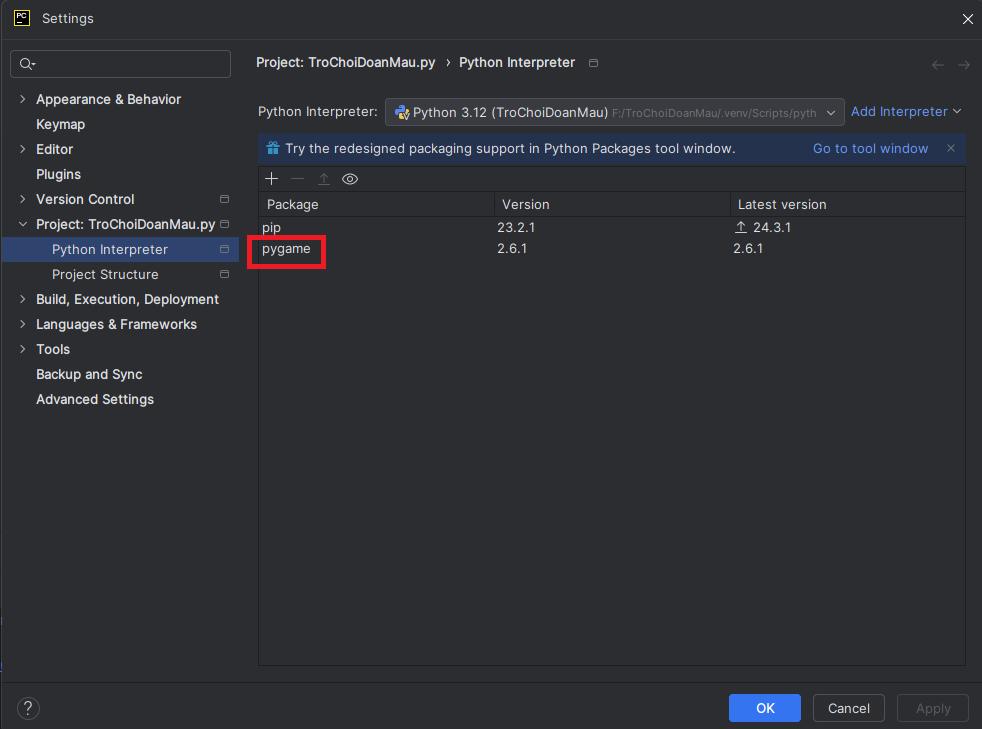 PC
Settings
Project: TroChoiDoanMau.py › Python Interpreter
Appearance & Behavior
Keymap
Editor
Plugins
Version Control
Project: TroChoiDoanMau.py
Python Interpreter
Project Structure
Build, Execution, Deployment
Languages & Frameworks
Tools
Backup and Sync
Advanced Settings
Python Interpreter: Python 3.12 (TroChoiDoanMau) F:/TroChoiDoanMau/.venv/Scripts/pyth Add Interpreter
Try the redesigned packaging support in Python Packages tool window. Go to tool window
Package Version Latest version
pip 23.2.1 24.3.1
pygame 2.6.1 2.6.1
? OK Cancel Apply